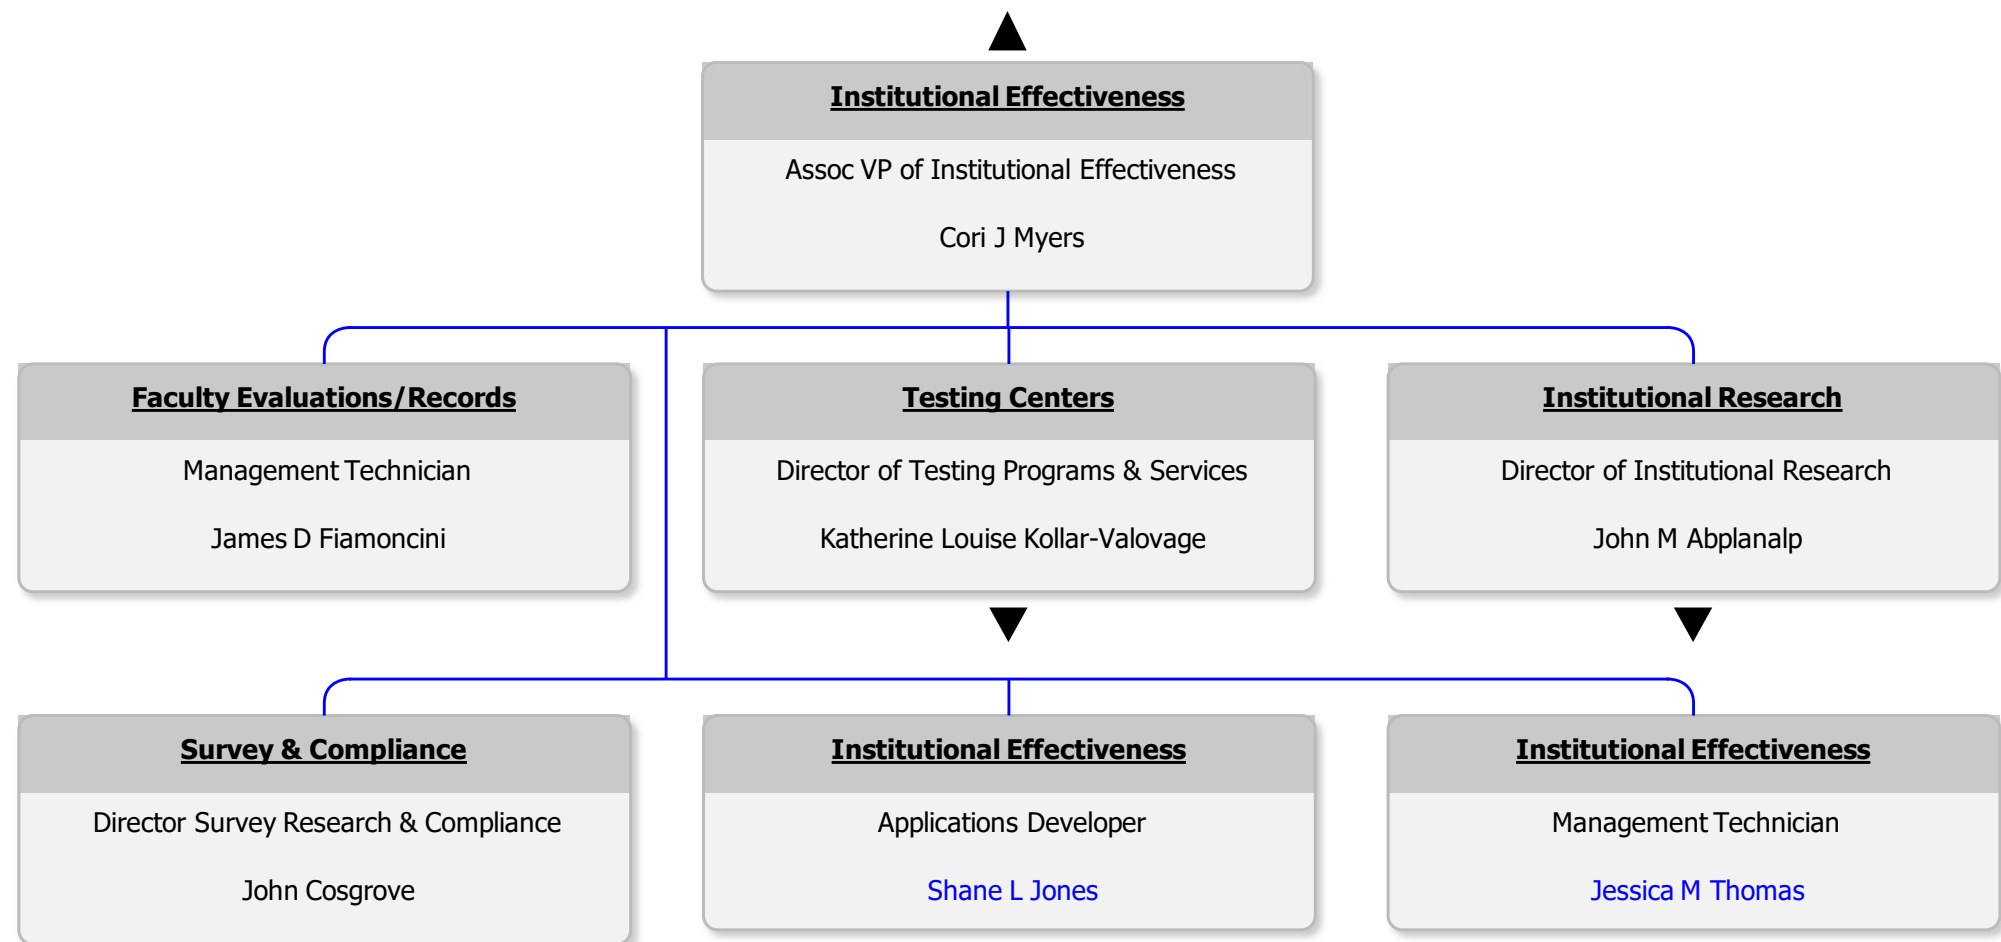 Institutional Effectiveness
Assoc VP of Institutional Effectiveness
Cori J Myers
Faculty Evaluations/Records
Management Technician
James D Fiamoncini
Testing Centers
Director of Testing Programs & Services
Katherine Louise Kollar-Valovage
Institutional Research
Director of Institutional Research
John M Abplanalp
Survey & Compliance
Director Survey Research & Compliance
John Cosgrove
Institutional Effectiveness
Applications Developer
Shane L Jones
Institutional Effectiveness
Management Technician
Jessica M Thomas